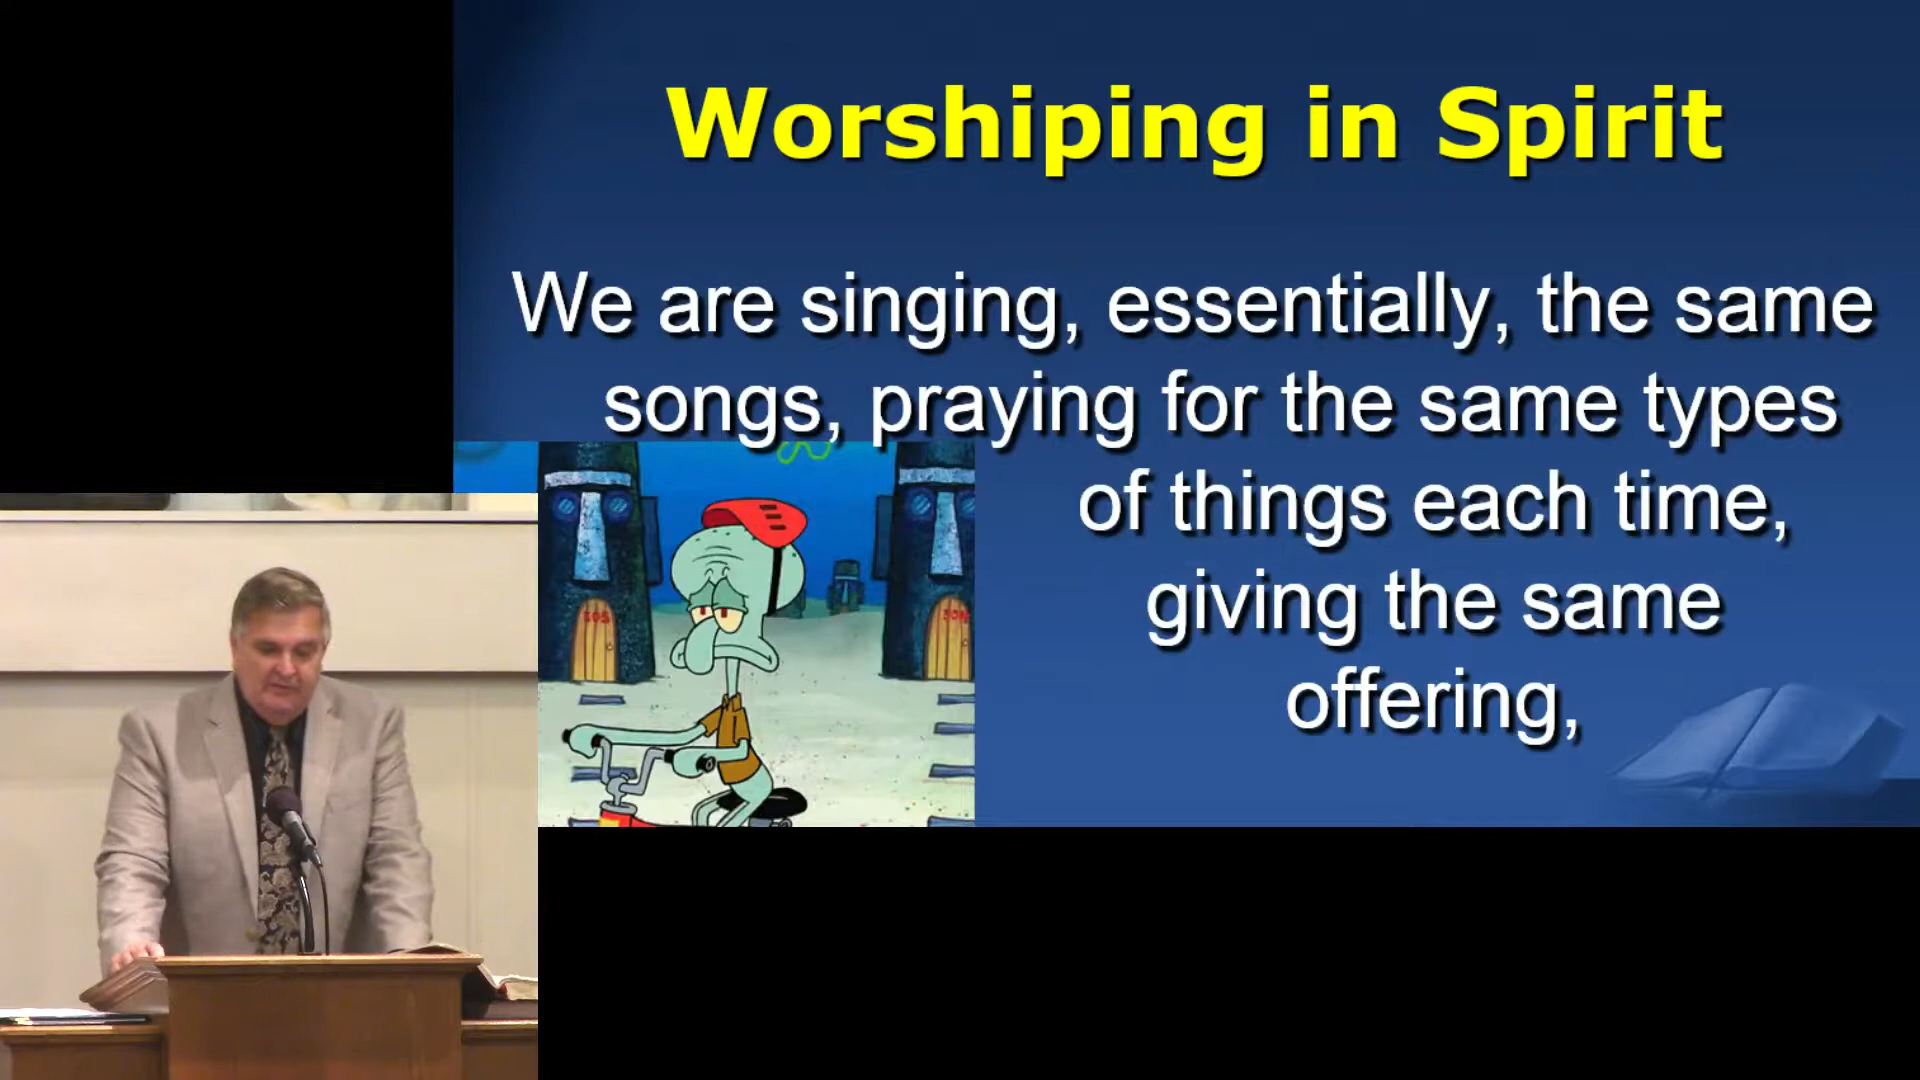 Worshiping in Spirit
We are singing, essentially, the same
songs, praying for the same types
of things each time,
giving the same
offering,